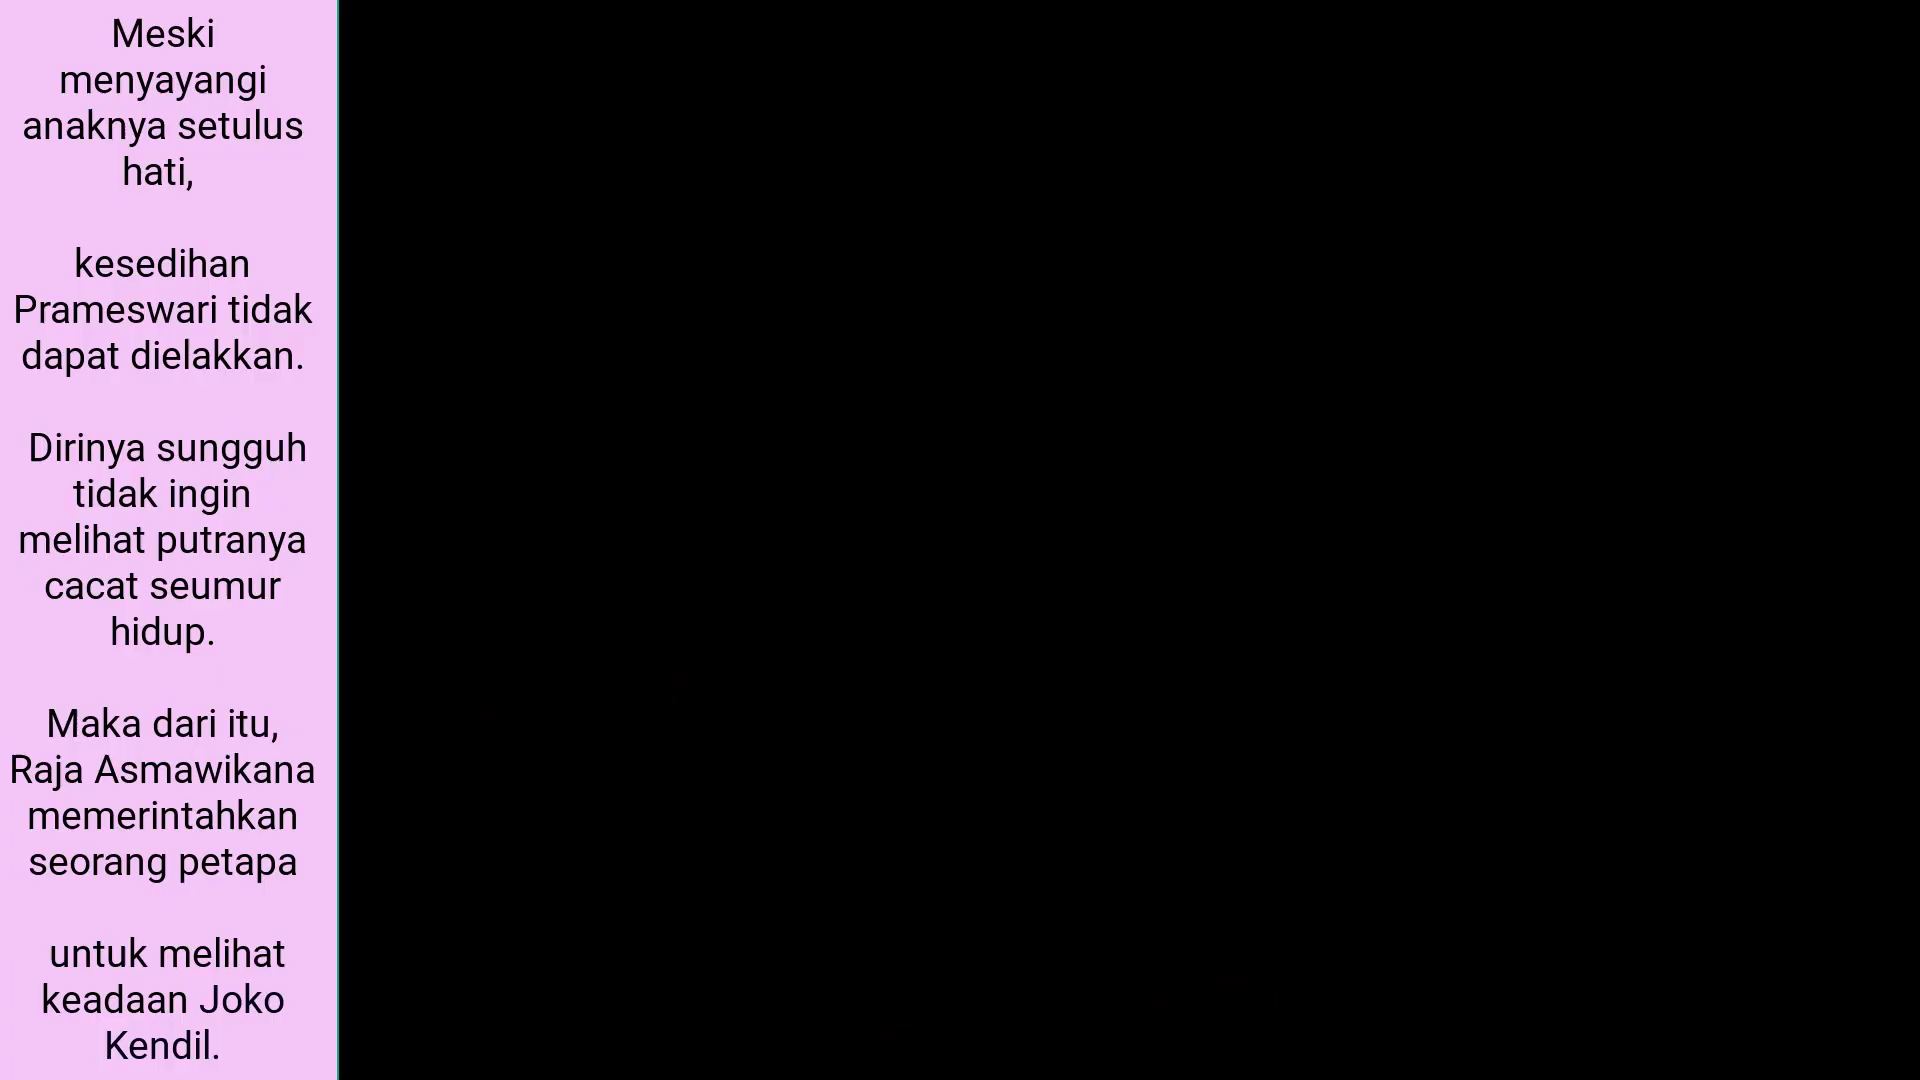 Meski
menyayangi
anaknya setulus
hati,
kesedihan
Prameswari tidak
dapat dielakkan.
Dirinya sungguh
tidak ingin
melihat putranya
cacat seumur
hidup.
Maka dari itu,
Raja Asmawikana
memerintahkan
seorang petapa
untuk melihat
keadaan Joko
Kendil.